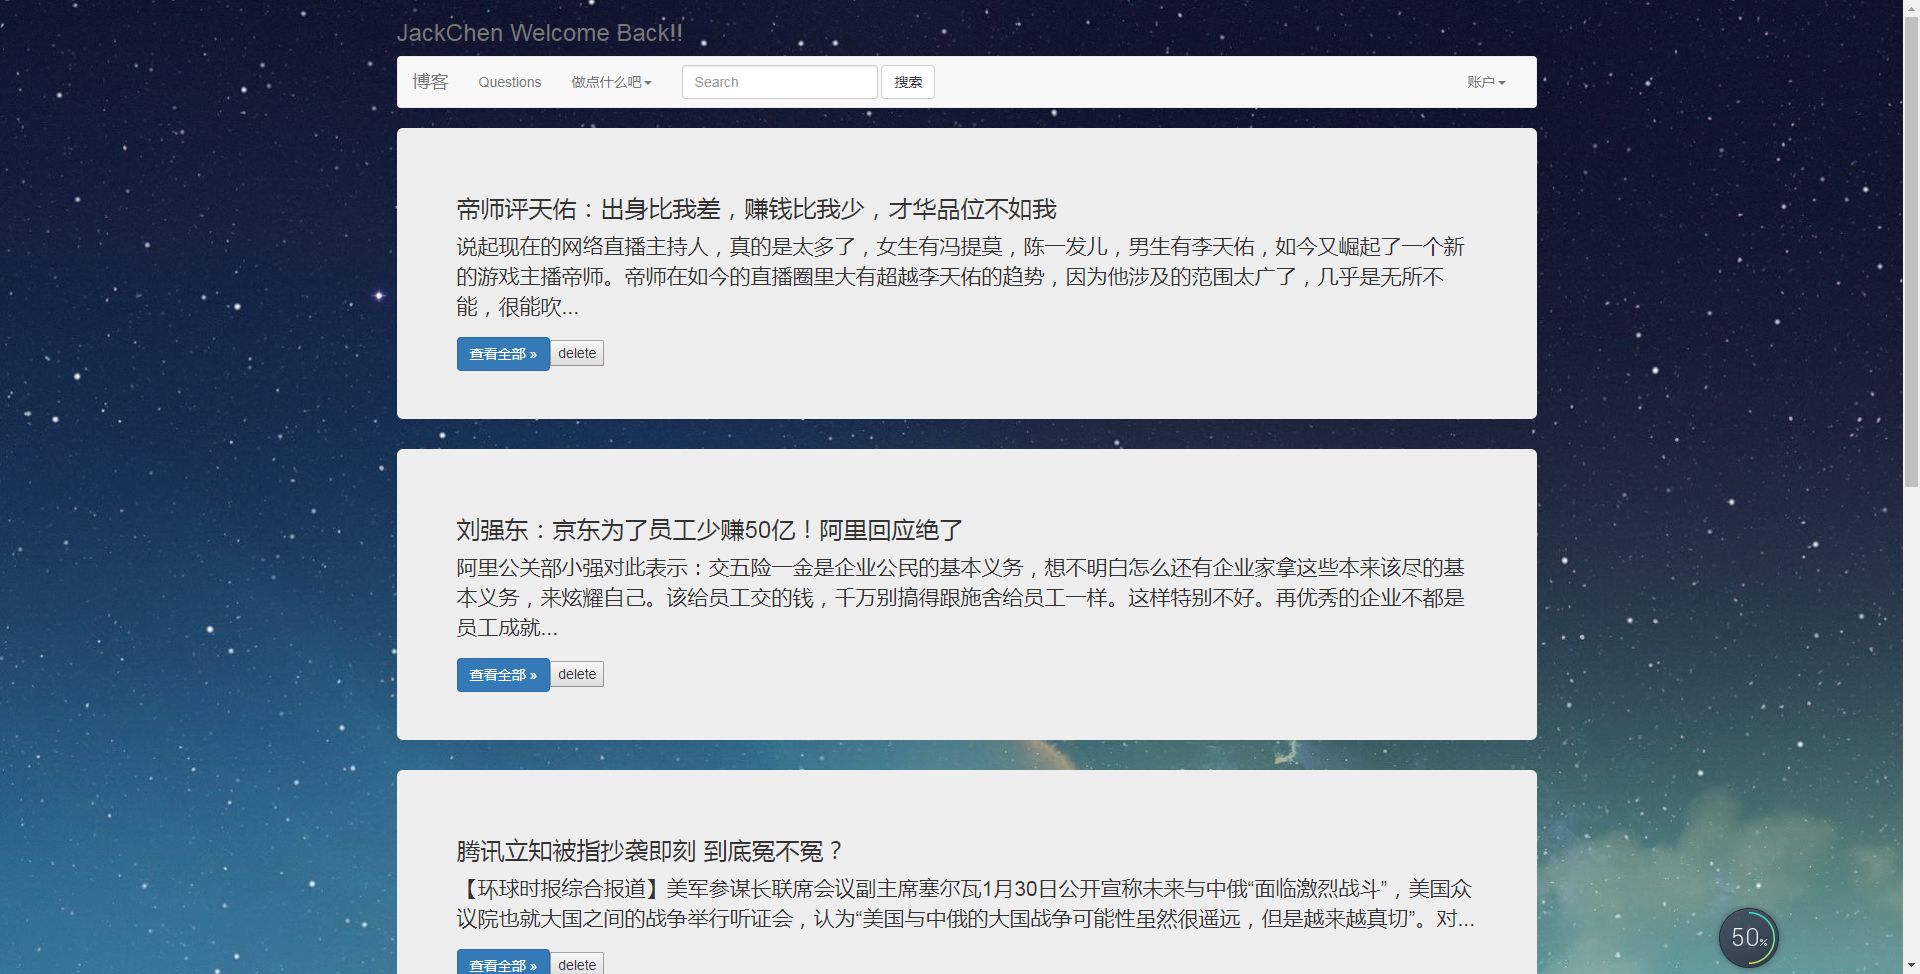 JackChen Welcome Back!!
博客 Questions 做点什么吧 Search 搜索 账户
帝师评天佑：出身比我差，赚钱比我少，才华品位不如我
说起现在的网络直播主持人，真的是太多了，女生有冯提莫，陈一发儿，男生有李天佑，如今又崛起了一个新
的游戏主播帝师。帝师在如今的直播圈里大有超越李天佑的趋势，因为他涉及的范围太广了，几乎是无所不
能，很能吹...
查看全部 » delete
刘强东：京东为了员工少赚50亿！阿里回应绝了
阿里公关部小强对此表示：交五险一金是企业公民的基本义务，想不明白怎么还有企业家拿这些本来该尽的基
本义务，来炫耀自己。该给员工交的钱，千万别搞得跟施舍给员工一样。这样特别不好。再优秀的企业不都是
员工成就...
查看全部 » delete
腾讯立知被指抄袭即刻 到底冤不冤？
【环球时报综合报道】美军参谋长联席会议副主席塞尔瓦1月30日公开宣称未来与中俄“面临激烈战斗”，美国众
议院也就大国之间的战争举行听证会，认为“美国与中俄的大国战争可能性虽然很遥远，但是越来越真切”。对...
查看全部 » delete
50%